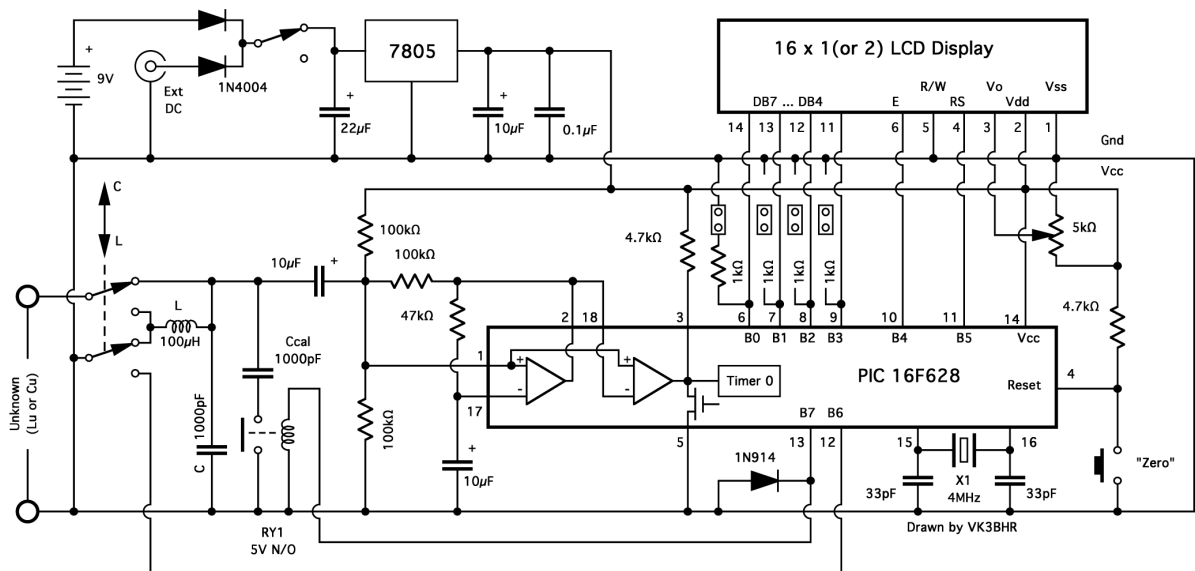 +
9V
Ext
DC
1N4004
7805
+
22µF
+
10µF
0.1µF
16 x 1(or 2) LCD Display
R/W
Vo
Vss
DB7 ... DB4
E
RS
Vdd
14
13
12
11
6
5
4
3
2
1
Gnd
Vcc
C
L
100kΩ
100kΩ
10µF
+
4.7kΩ
1kΩ
1kΩ
1kΩ
1kΩ
5kΩ
4.7kΩ
L
100µH
47kΩ
Ccal
1000pF
1
2
18
3
6
7
8
9
10
11
14
B0
B1
B2
B3
B4
B5
Vcc
+
-
+
-
Timer 0
PIC 16F628
Reset
4
17
B7
B6
Unknown
(Lu or Cu)
1000pF
C
100kΩ
+
10µF
5
13
12
15
16
1N914
X1
4MHz
33pF
33pF
"Zero"
RY1
5V N/O
Drawn by VK3BHR